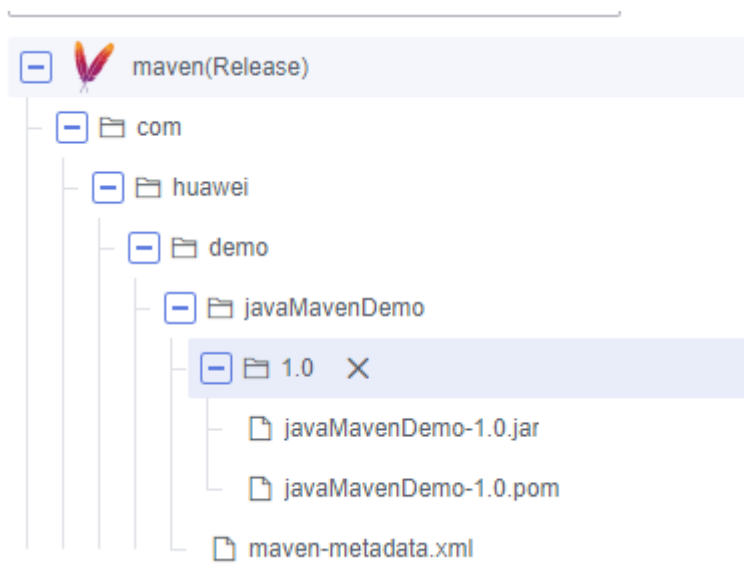 maven(Release)
com
huawei
demo
javaMavenDemo
1.0
javaMavenDemo-1.0.jar
javaMavenDemo-1.0.pom
maven-metadata.xml